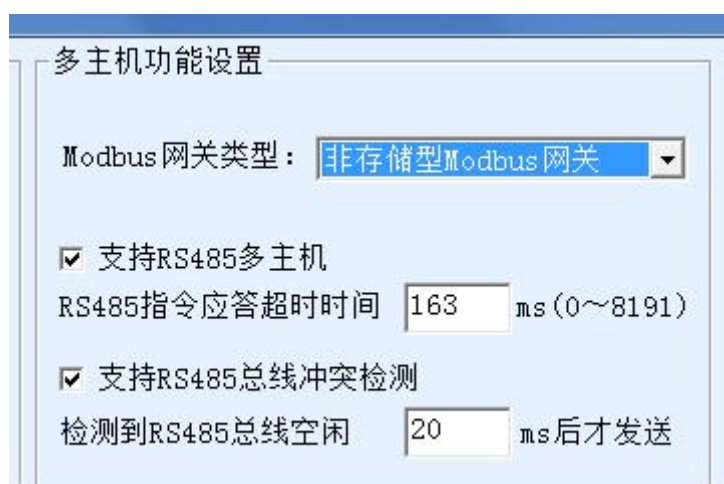 多主机功能设置
Modbus网关类型： 非存储型Modbus网关
支持RS485多主机
RS485指令应答超时时间 163 ms(0～8191)
支持RS485总线冲突检测
检测到RS485总线空闲 20 ms后才发送